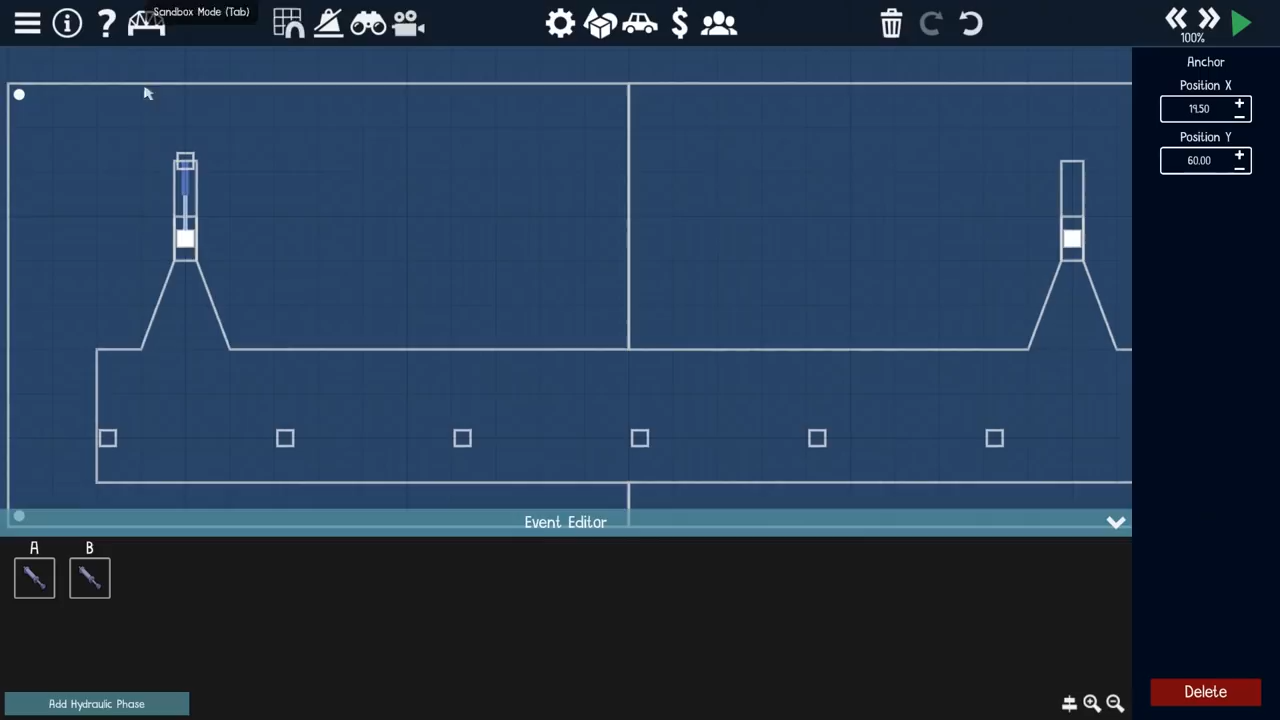 Sandbox Mode (Tab)
100%
Anchor
Position X
19.50
Position Y
60.00
Event Editor
A
B
Add Hydraulic Phase
Delete